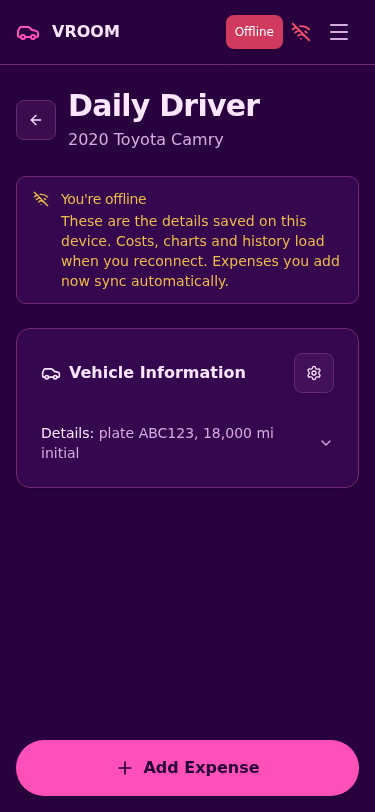 VROOM
Offline
Daily Driver
2020 Toyota Camry
You're offline
These are the details saved on this
device. Costs, charts and history load
when you reconnect. Expenses you add
now sync automatically.
Vehicle Information
Details: plate ABC123, 18,000 mi
initial
Add Expense